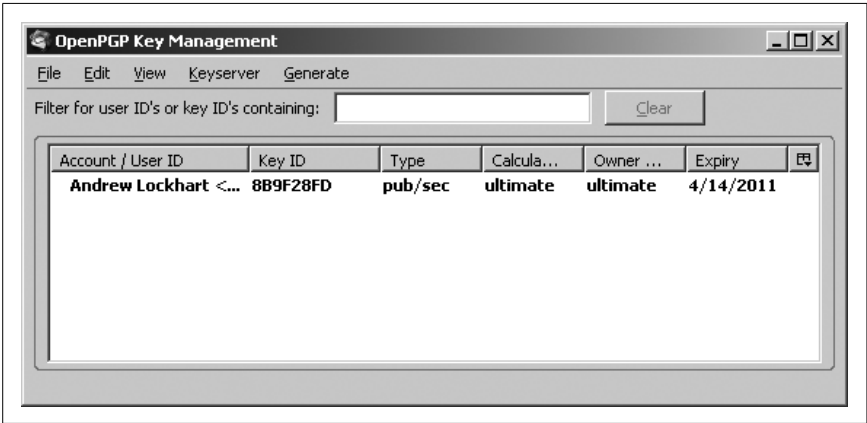 OpenPGP Key Management
File Edit View Keyserver Generate
Filter for user ID's or key ID's containing: Clear
Account / User ID Key ID Type Calcula... Owner ... Expiry
Andrew Lockhart <... 8B9F28FD pub/sec ultimate ultimate 4/14/2011